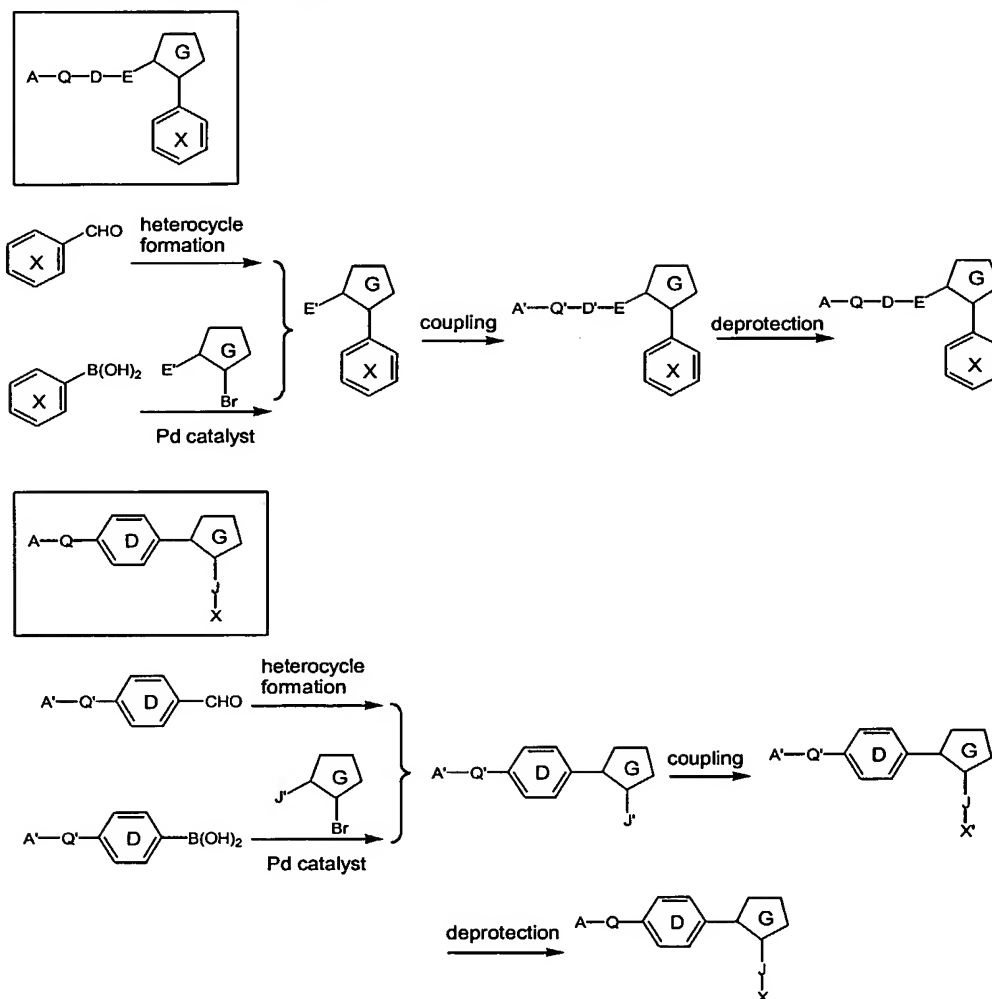 G
A—Q—D—E
X
CHO
X
heterocycle
formation
G
E'
Br
X
B(OH)2
Pd catalyst
G
E'
X
coupling
G
A'—Q'—D'—E
X
deprotection
G
A—Q—D—E
X
A—Q
D
G
J
X
A'—Q'
D
CHO
heterocycle
formation
G
J'
Br
A'—Q'
D
B(OH)2
Pd catalyst
A'—Q'
D
G
J'
coupling
A'—Q'
D
G
J
X'
deprotection
A—Q
D
G
J
X